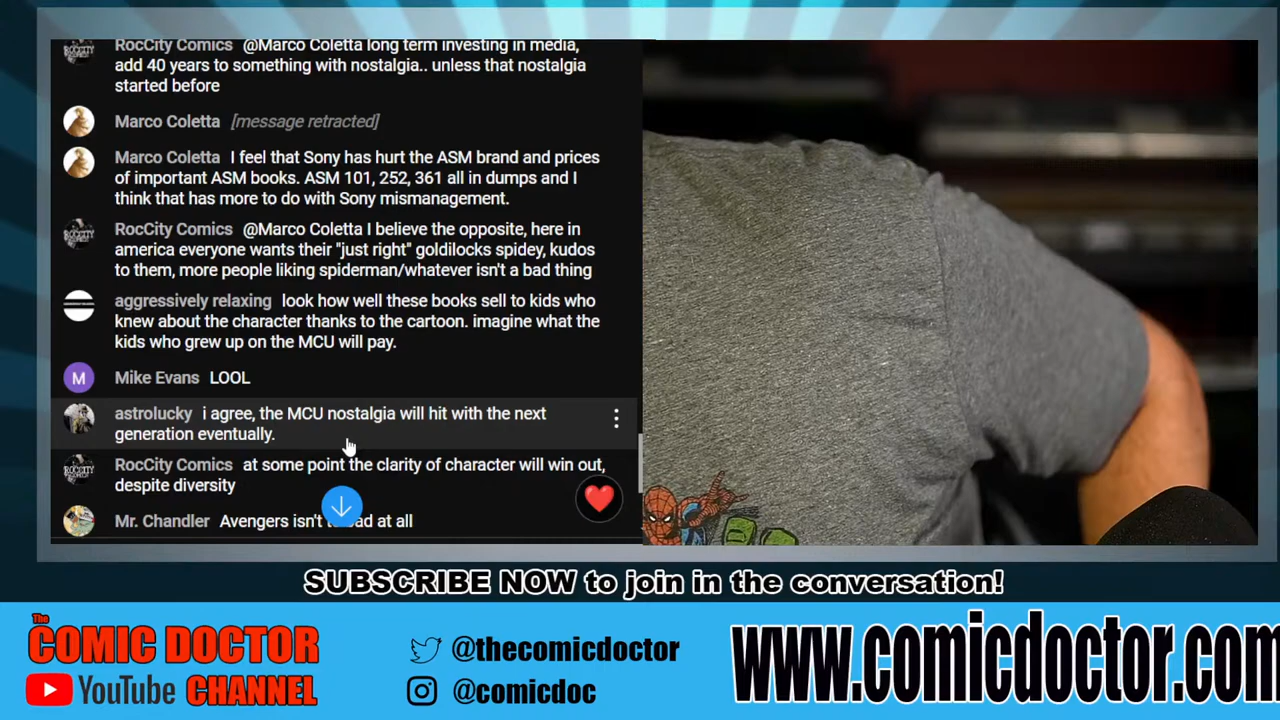 RocCity Comics @Marco Coletta long term investing in media,
add 40 years to something with nostalgia.. unless that nostalgia
started before
Marco Coletta [message retracted]
Marco Coletta I feel that Sony has hurt the ASM brand and prices
of important ASM books. ASM 101, 252, 361 all in dumps and I
think that has more to do with Sony mismanagement.
RocCity Comics @Marco Coletta I believe the opposite, here in
america everyone wants their "just right" goldilocks spidey, kudos
to them, more people liking spiderman/whatever isn't a bad thing
aggressively relaxing look how well these books sell to kids who
knew about the character thanks to the cartoon. imagine what the
kids who grew up on the MCU will pay.
M
Mike Evans LOOL
astrolucky i agree, the MCU nostalgia will hit with the next
generation eventually.
RocCity Comics at some point the clarity of character will win out,
despite diversity
Mr. Chandler Avengers isn't bad at all
SUBSCRIBE NOW to join in the conversation!
The
COMIC DOCTOR
YouTube CHANNEL
@thecomicdoctor
@comicdoc
www.comicdoctor.com